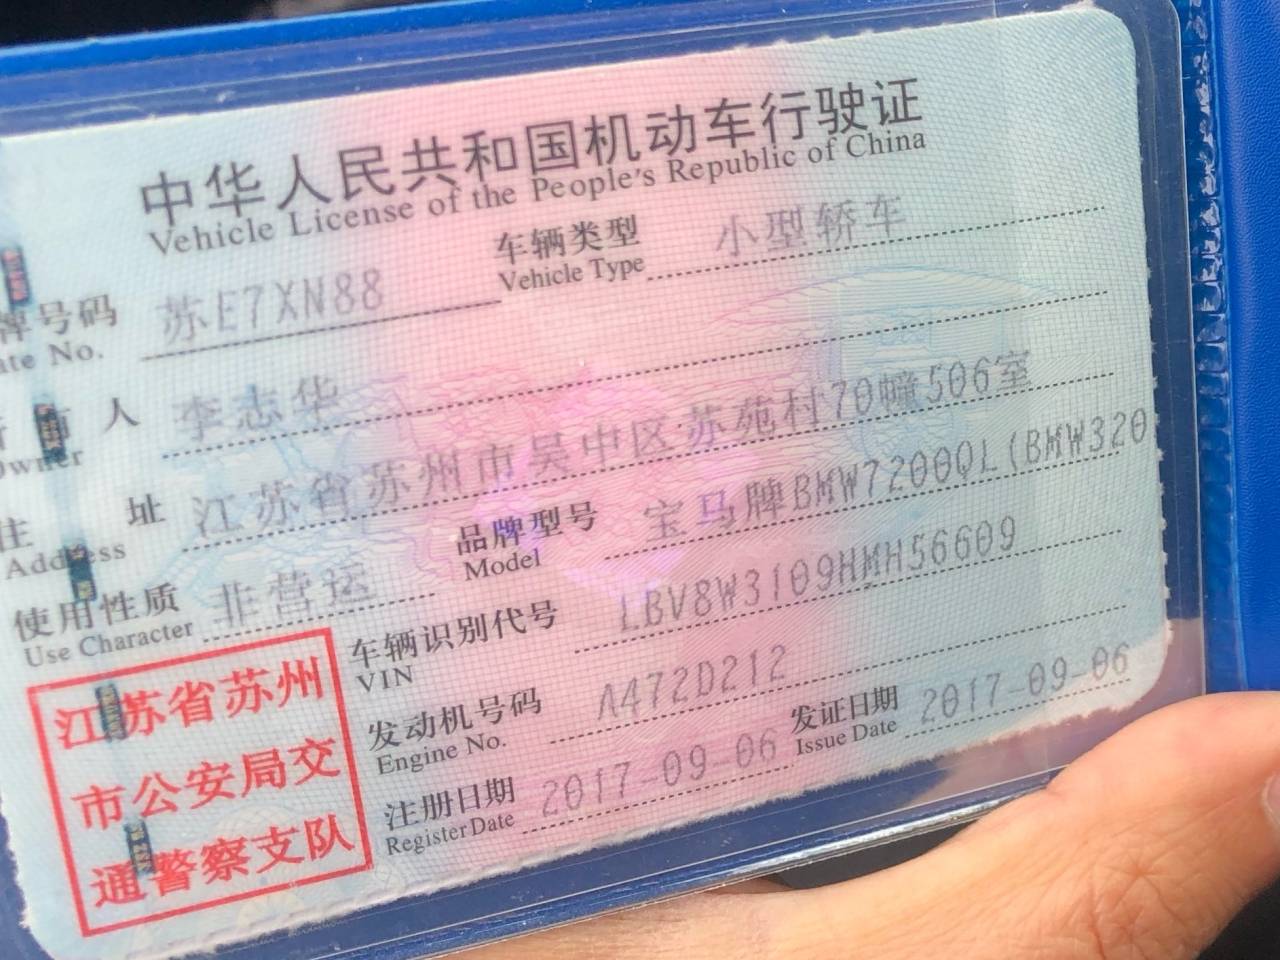 中华人民共和国机动车行驶证
Vehicle License of the People's Republic of China
牌号码 苏E7XN88 车辆类型 小型轿车
ate No. Vehicle Type
人 李志华
Owner
住 址 江苏省苏州市吴中区苏苑村70幢506室
Address
使用性质 非营运 品牌型号 宝马牌BMW7200QL(BMW320
Use Character Model
车辆识别代号 LBV8W3109HMH56609
VIN
发动机号码 A472D212
Engine No.
注册日期 2017-09-06 发证日期 2017-09-06
Register Date Issue Date
江苏省苏州
市公安局交
通警察支队